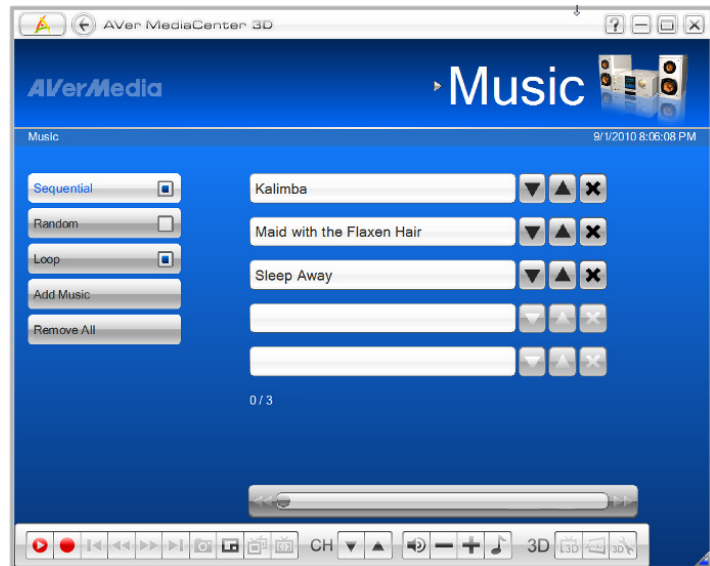 AVer MediaCenter 3D
?
AVerMedia
Music
Music
9/1/2010 8:06:08 PM
Sequential
Random
Loop
Add Music
Remove All
Kalimba
Maid with the Flaxen Hair
Sleep Away
0 / 3
CH
3D